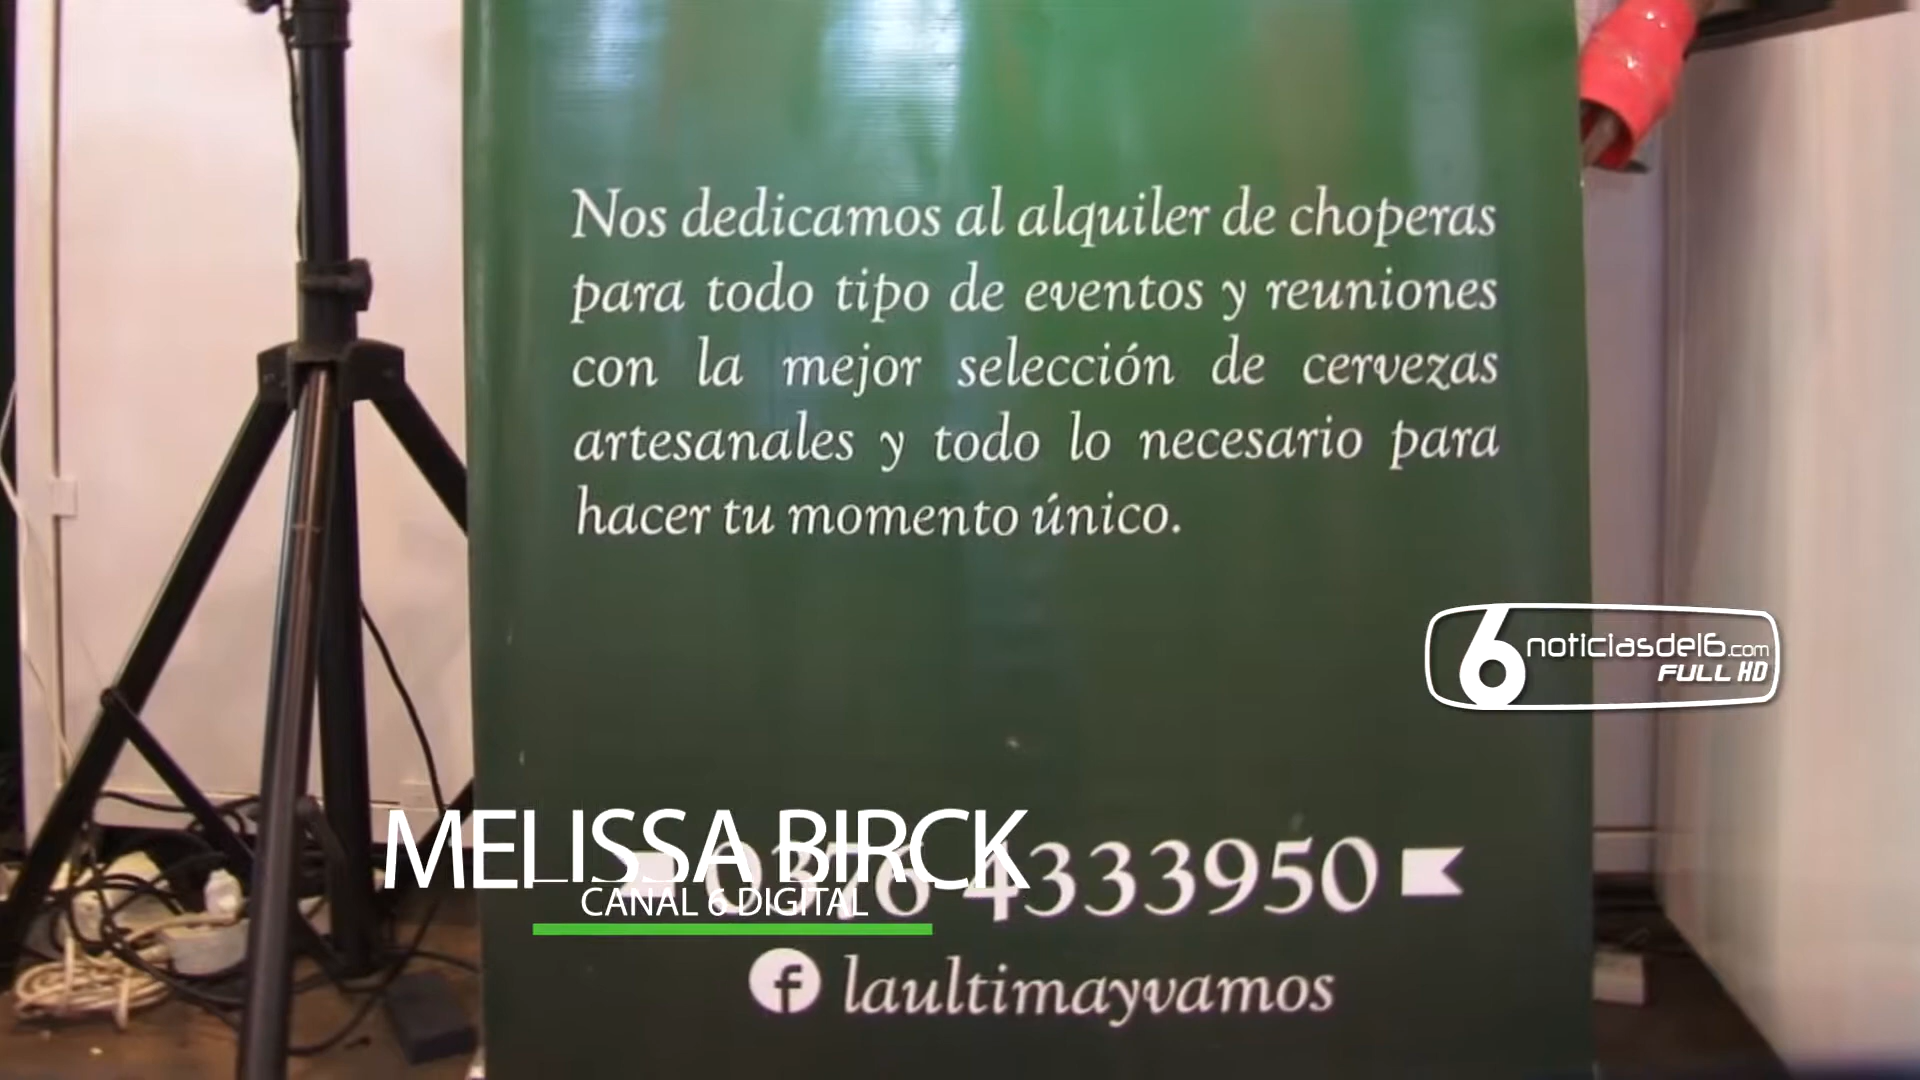 Nos dedicamos al alquiler de choperas
para todo tipo de eventos y reuniones
con la mejor selección de cervezas
artesanales y todo lo necesario para
hacer tu momento único.
6 noticiasdel6.com
FULL HD
MELISSA BIRCK
0376 4333950
CANAL 6 DIGITAL
f laultimayvamos